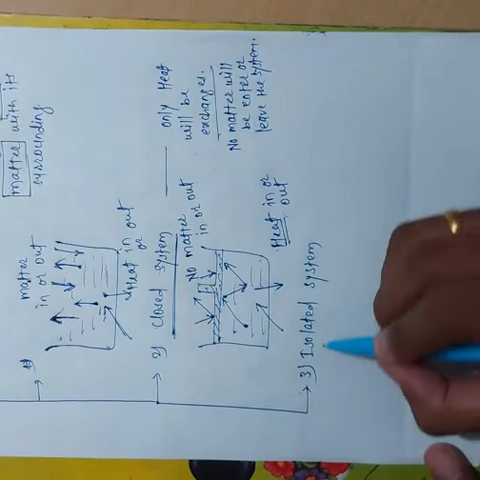 matter with its
surrounding
1)
matter
in or out
Heat in out
or
2) Closed system
only Heat
will be
exchanges.
No matter will
be enter or
leave the system.
NO matter
in or out
Heat in or
out
3) Isolated system